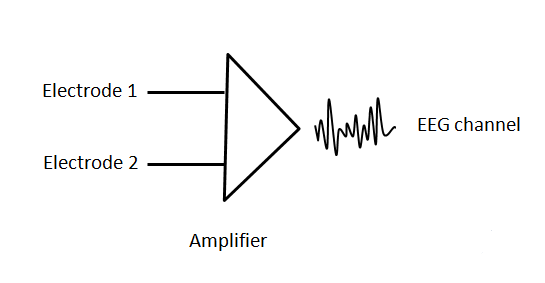 Electrode 1
EEG channel
Electrode 2
Amplifier